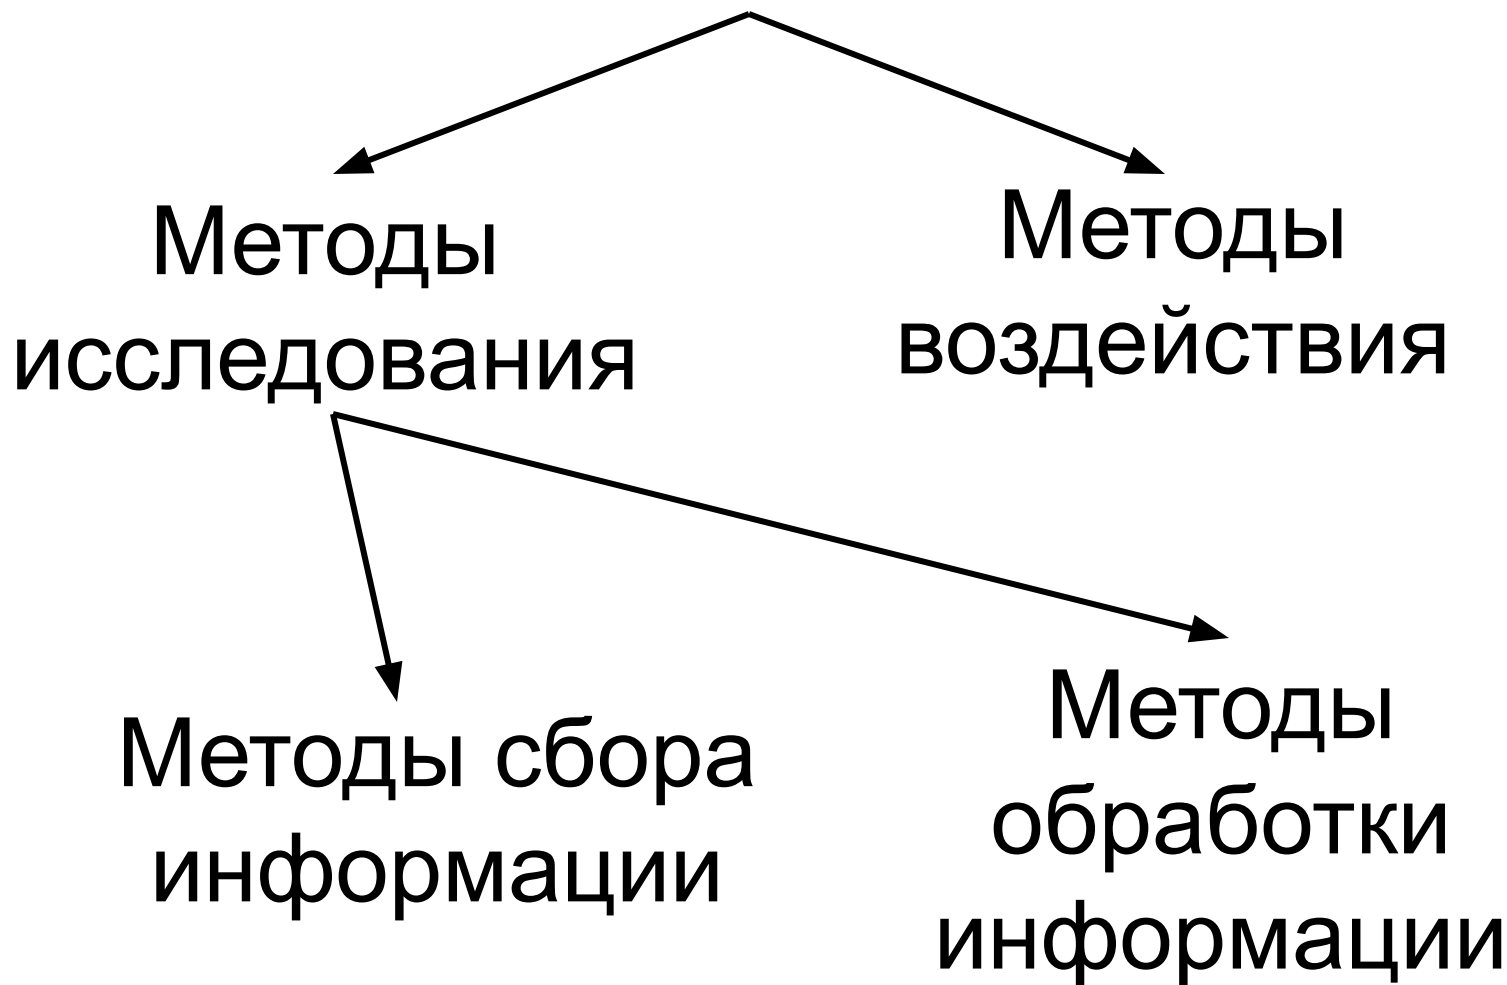 Методы
исследования
Методы
воздействия
Методы сбора
информации
Методы
обработки
информации